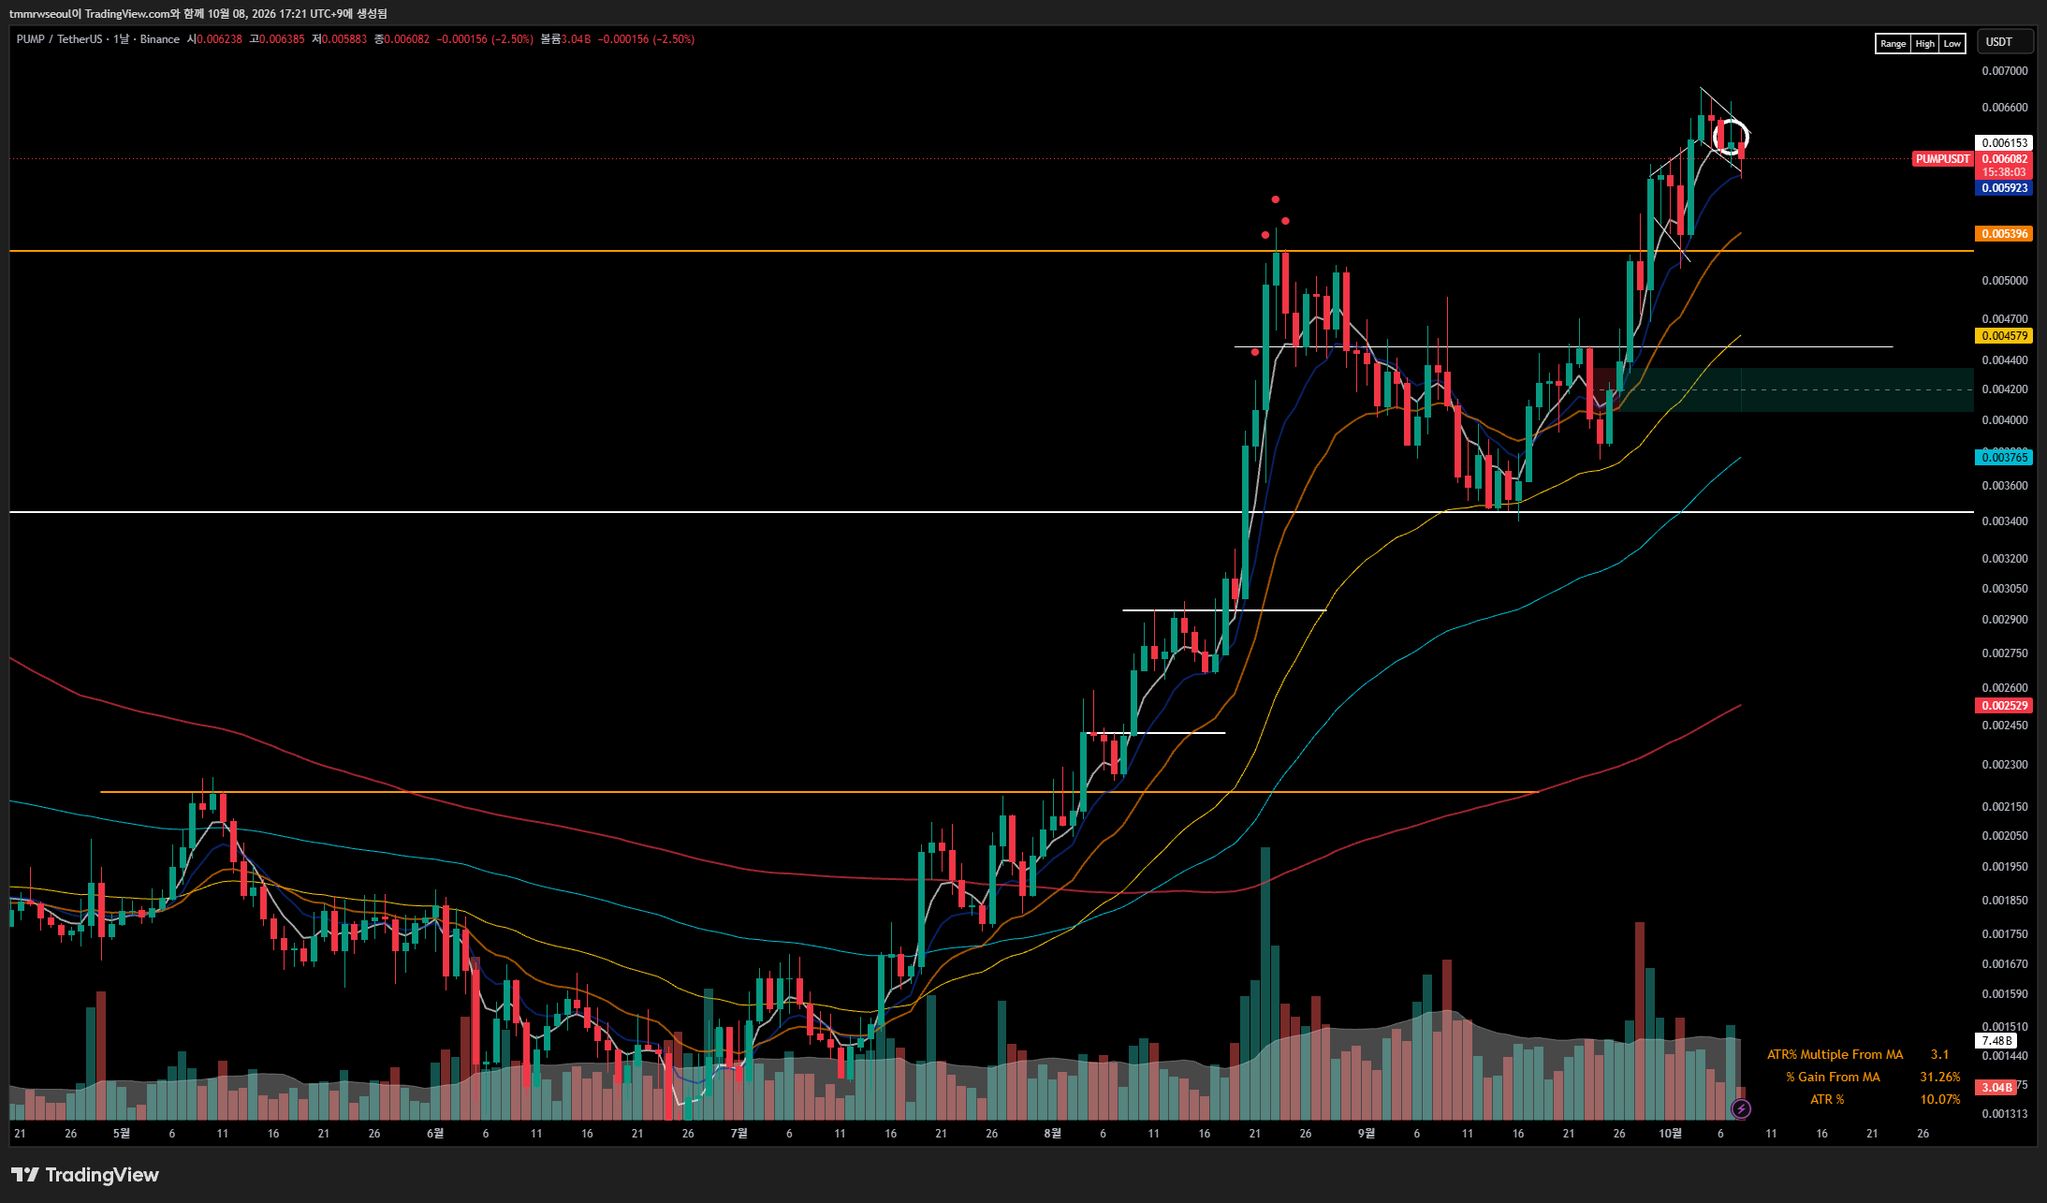 tmmrwseoul이 TradingView.com와 함께 10월 08, 2026 17:21 UTC+9에 생성됨
PUMP / TetherUS · 1날 · Binance 시0.006238 고0.006385 저0.005883 종0.006082 −0.000156 (−2.50%) 볼륨3.04B −0.000156 (−2.50%)
Range High Low
USDT
0.007000
0.006600
0.006153
PUMPUSDT 0.006082
15:38:03
0.005923
0.005396
0.005000
0.004700
0.004579
0.004400
0.004200
0.004000
0.003765
0.003600
0.003400
0.003200
0.003050
0.002900
0.002750
0.002600
0.002529
0.002450
0.002300
0.002150
0.002050
0.001950
0.001850
0.001750
0.001670
0.001590
0.001510
7.48B
0.001440
3.04B
0.001313
ATR% Multiple From MA 3.1
% Gain From MA 31.26%
ATR % 10.07%
21 26 5월 6 11 16 21 26 6월 6 11 16 21 26 7월 6 11 16 21 26 8월 6 11 16 21 26 9월 6 11 16 21 26 10월 6 11 16 21 26
TradingView